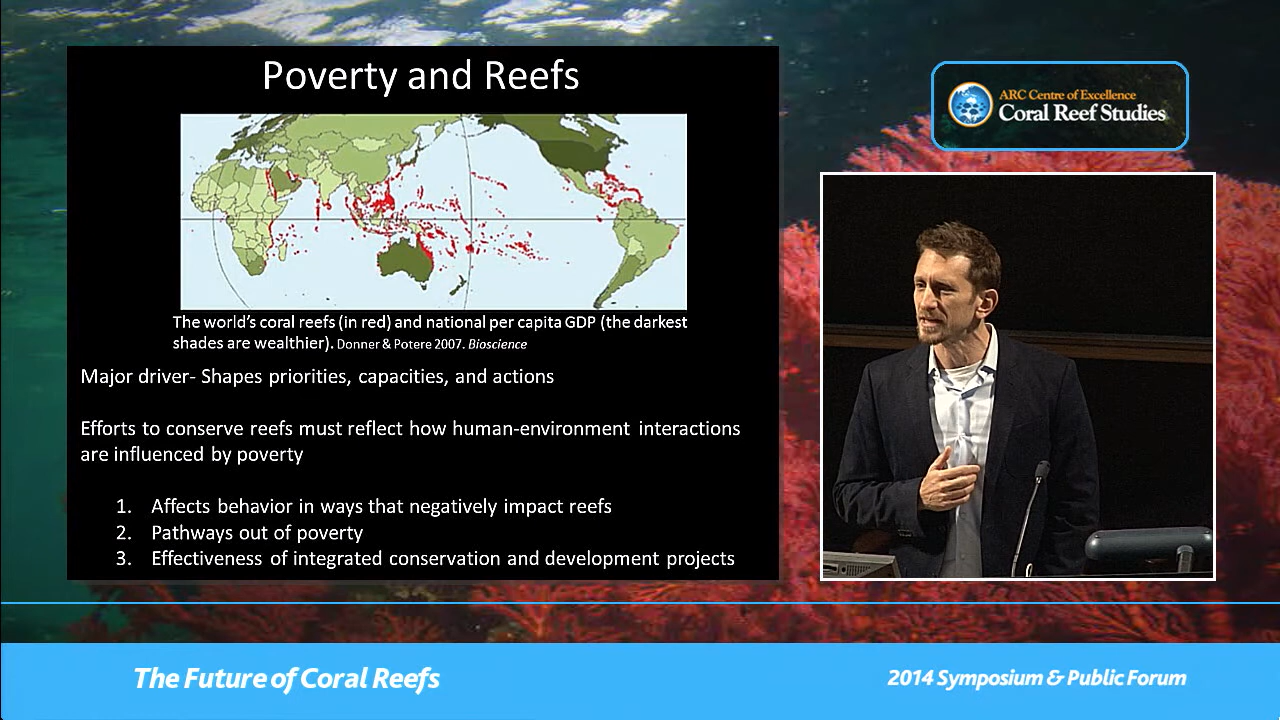 Poverty and Reefs
The world's coral reefs (in red) and national per capita GDP (the darkest
shades are wealthier). Donner & Potere 2007. Bioscience
Major driver- Shapes priorities, capacities, and actions
Efforts to conserve reefs must reflect how human-environment interactions
are influenced by poverty
1. Affects behavior in ways that negatively impact reefs
2. Pathways out of poverty
3. Effectiveness of integrated conservation and development projects
ARC Centre of Excellence
Coral Reef Studies
The Future of Coral Reefs
2014 Symposium & Public Forum